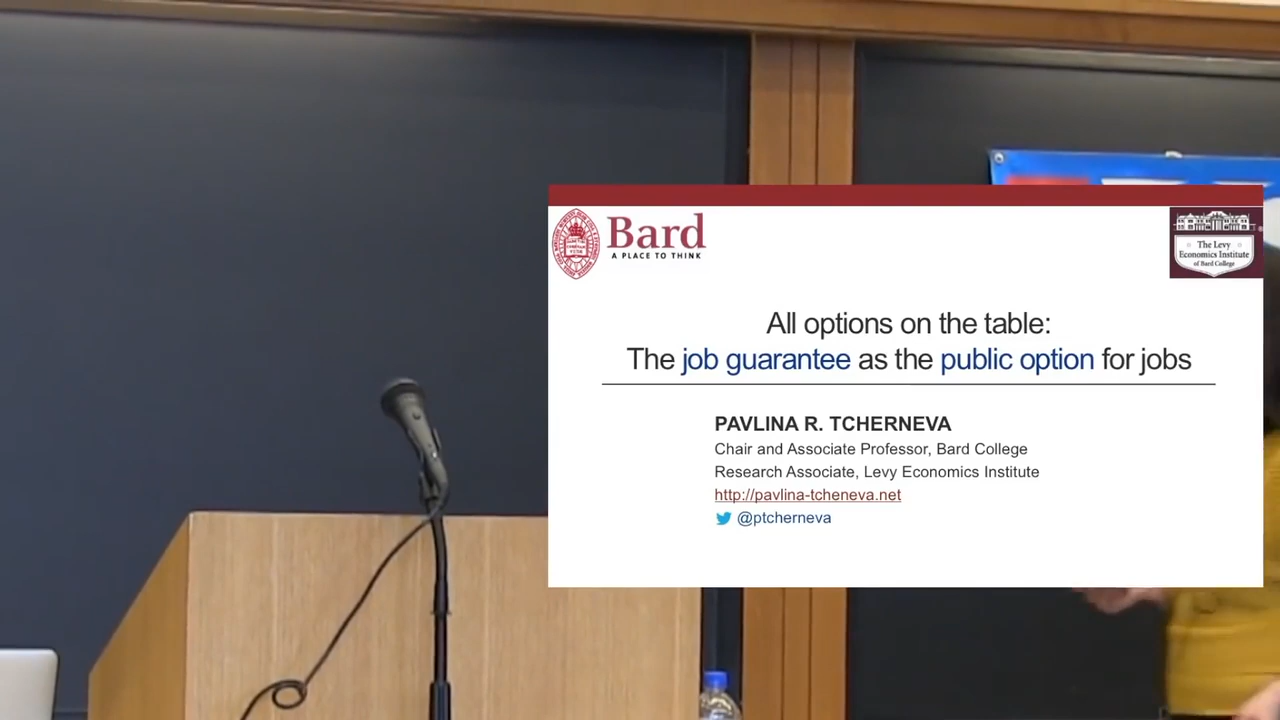 Bard
A PLACE TO THINK
The Levy
Economics Institute
of Bard College
All options on the table:
The job guarantee as the public option for jobs
PAVLINA R. TCHERNEVA
Chair and Associate Professor, Bard College
Research Associate, Levy Economics Institute
http://pavlina-tcheneva.net
@ptcherneva